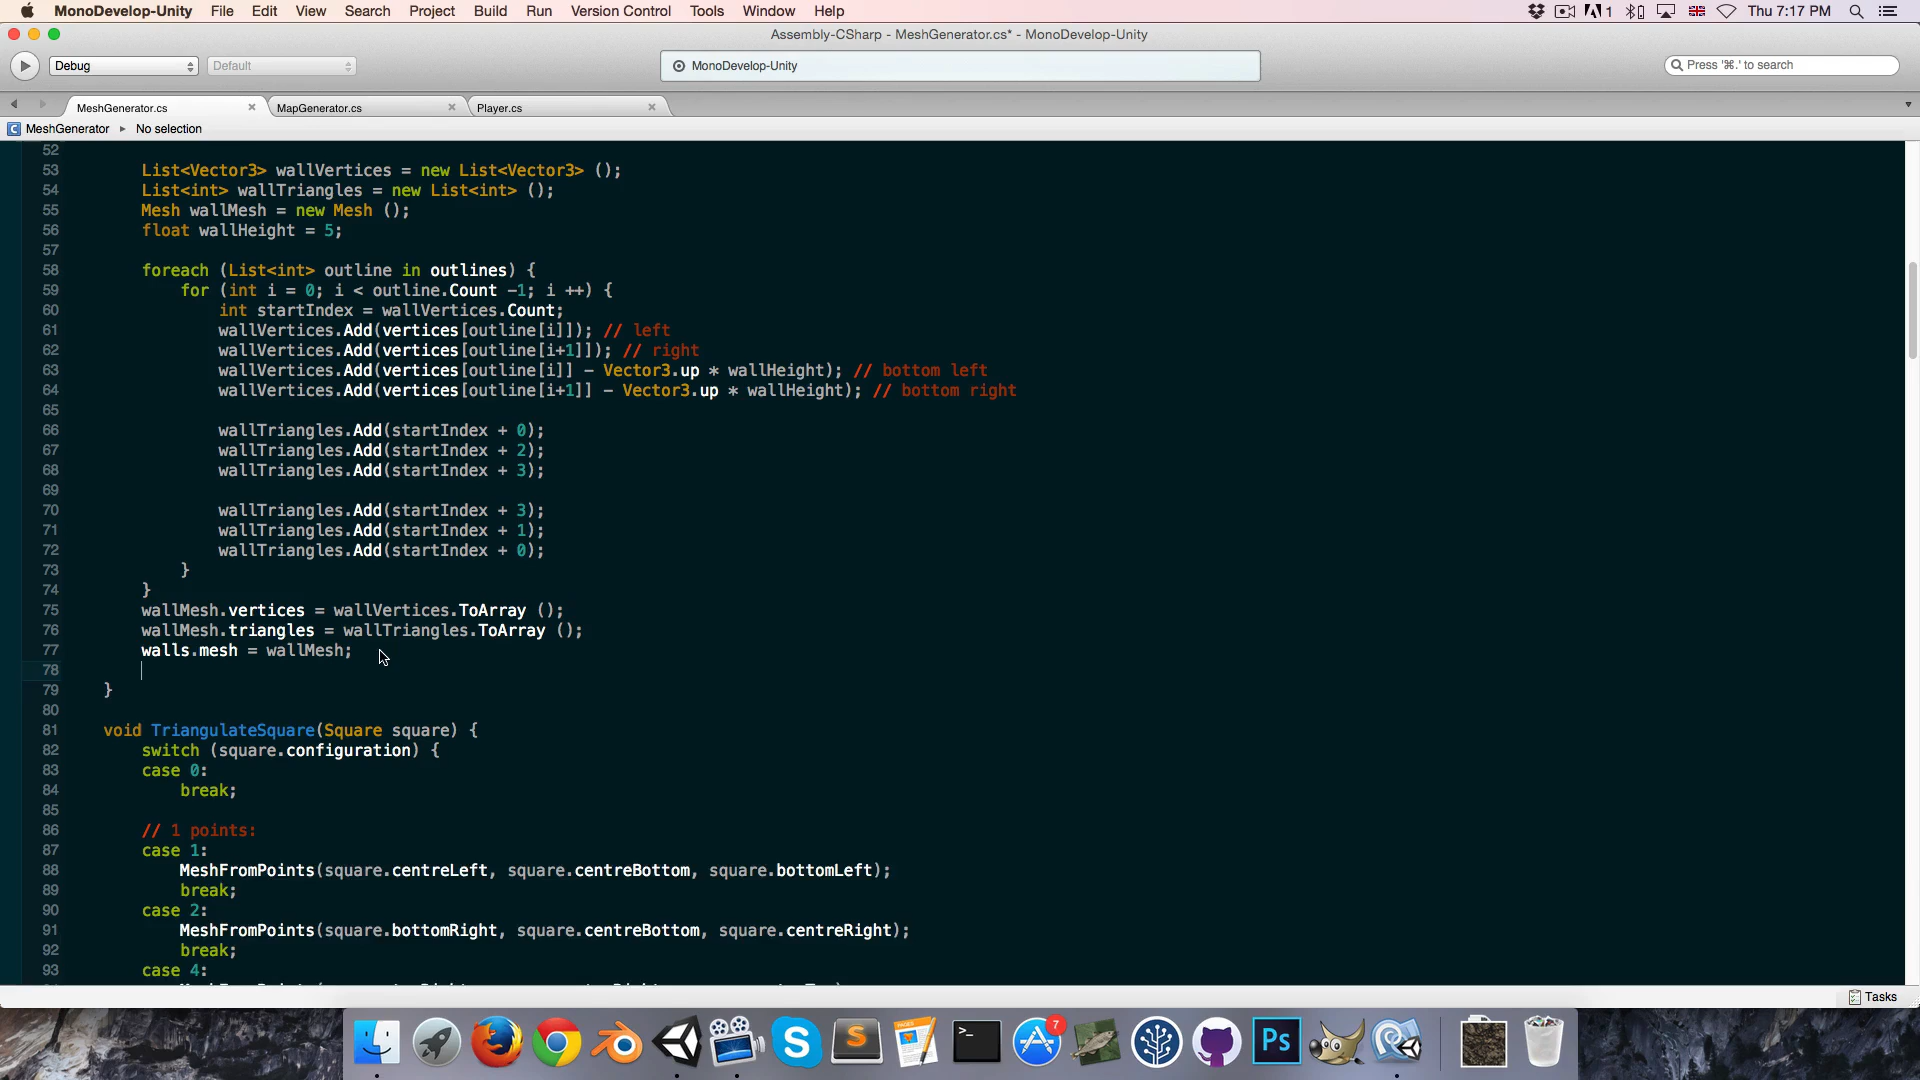 MonoDevelop-Unity File Edit View Search Project Build Run Version Control Tools Window Help 1 Thu 7:17 PM
Assembly-CSharp - MeshGenerator.cs* - MonoDevelop-Unity
Debug Default MonoDevelop-Unity Press '⌘.' to search
MeshGenerator.cs MapGenerator.cs Player.cs
C MeshGenerator No selection
52
53 List<Vector3> wallVertices = new List<Vector3> ();
54 List<int> wallTriangles = new List<int> ();
55 Mesh wallMesh = new Mesh ();
56 float wallHeight = 5;
57
58 foreach (List<int> outline in outlines) {
59 for (int i = 0; i < outline.Count -1; i ++) {
60 int startIndex = wallVertices.Count;
61 wallVertices.Add(vertices[outline[i]]); // left
62 wallVertices.Add(vertices[outline[i+1]]); // right
63 wallVertices.Add(vertices[outline[i]] - Vector3.up * wallHeight); // bottom left
64 wallVertices.Add(vertices[outline[i+1]] - Vector3.up * wallHeight); // bottom right
65
66 wallTriangles.Add(startIndex + 0);
67 wallTriangles.Add(startIndex + 2);
68 wallTriangles.Add(startIndex + 3);
69
70 wallTriangles.Add(startIndex + 3);
71 wallTriangles.Add(startIndex + 1);
72 wallTriangles.Add(startIndex + 0);
73 }
74 }
75 wallMesh.vertices = wallVertices.ToArray ();
76 wallMesh.triangles = wallTriangles.ToArray ();
77 walls.mesh = wallMesh;
78
79 }
80
81 void TriangulateSquare(Square square) {
82 switch (square.configuration) {
83 case 0:
84 break;
85
86 // 1 points:
87 case 1:
88 MeshFromPoints(square.centreLeft, square.centreBottom, square.bottomLeft);
89 break;
90 case 2:
91 MeshFromPoints(square.bottomRight, square.centreBottom, square.centreRight);
92 break;
93 case 4:
Tasks
7
Ps